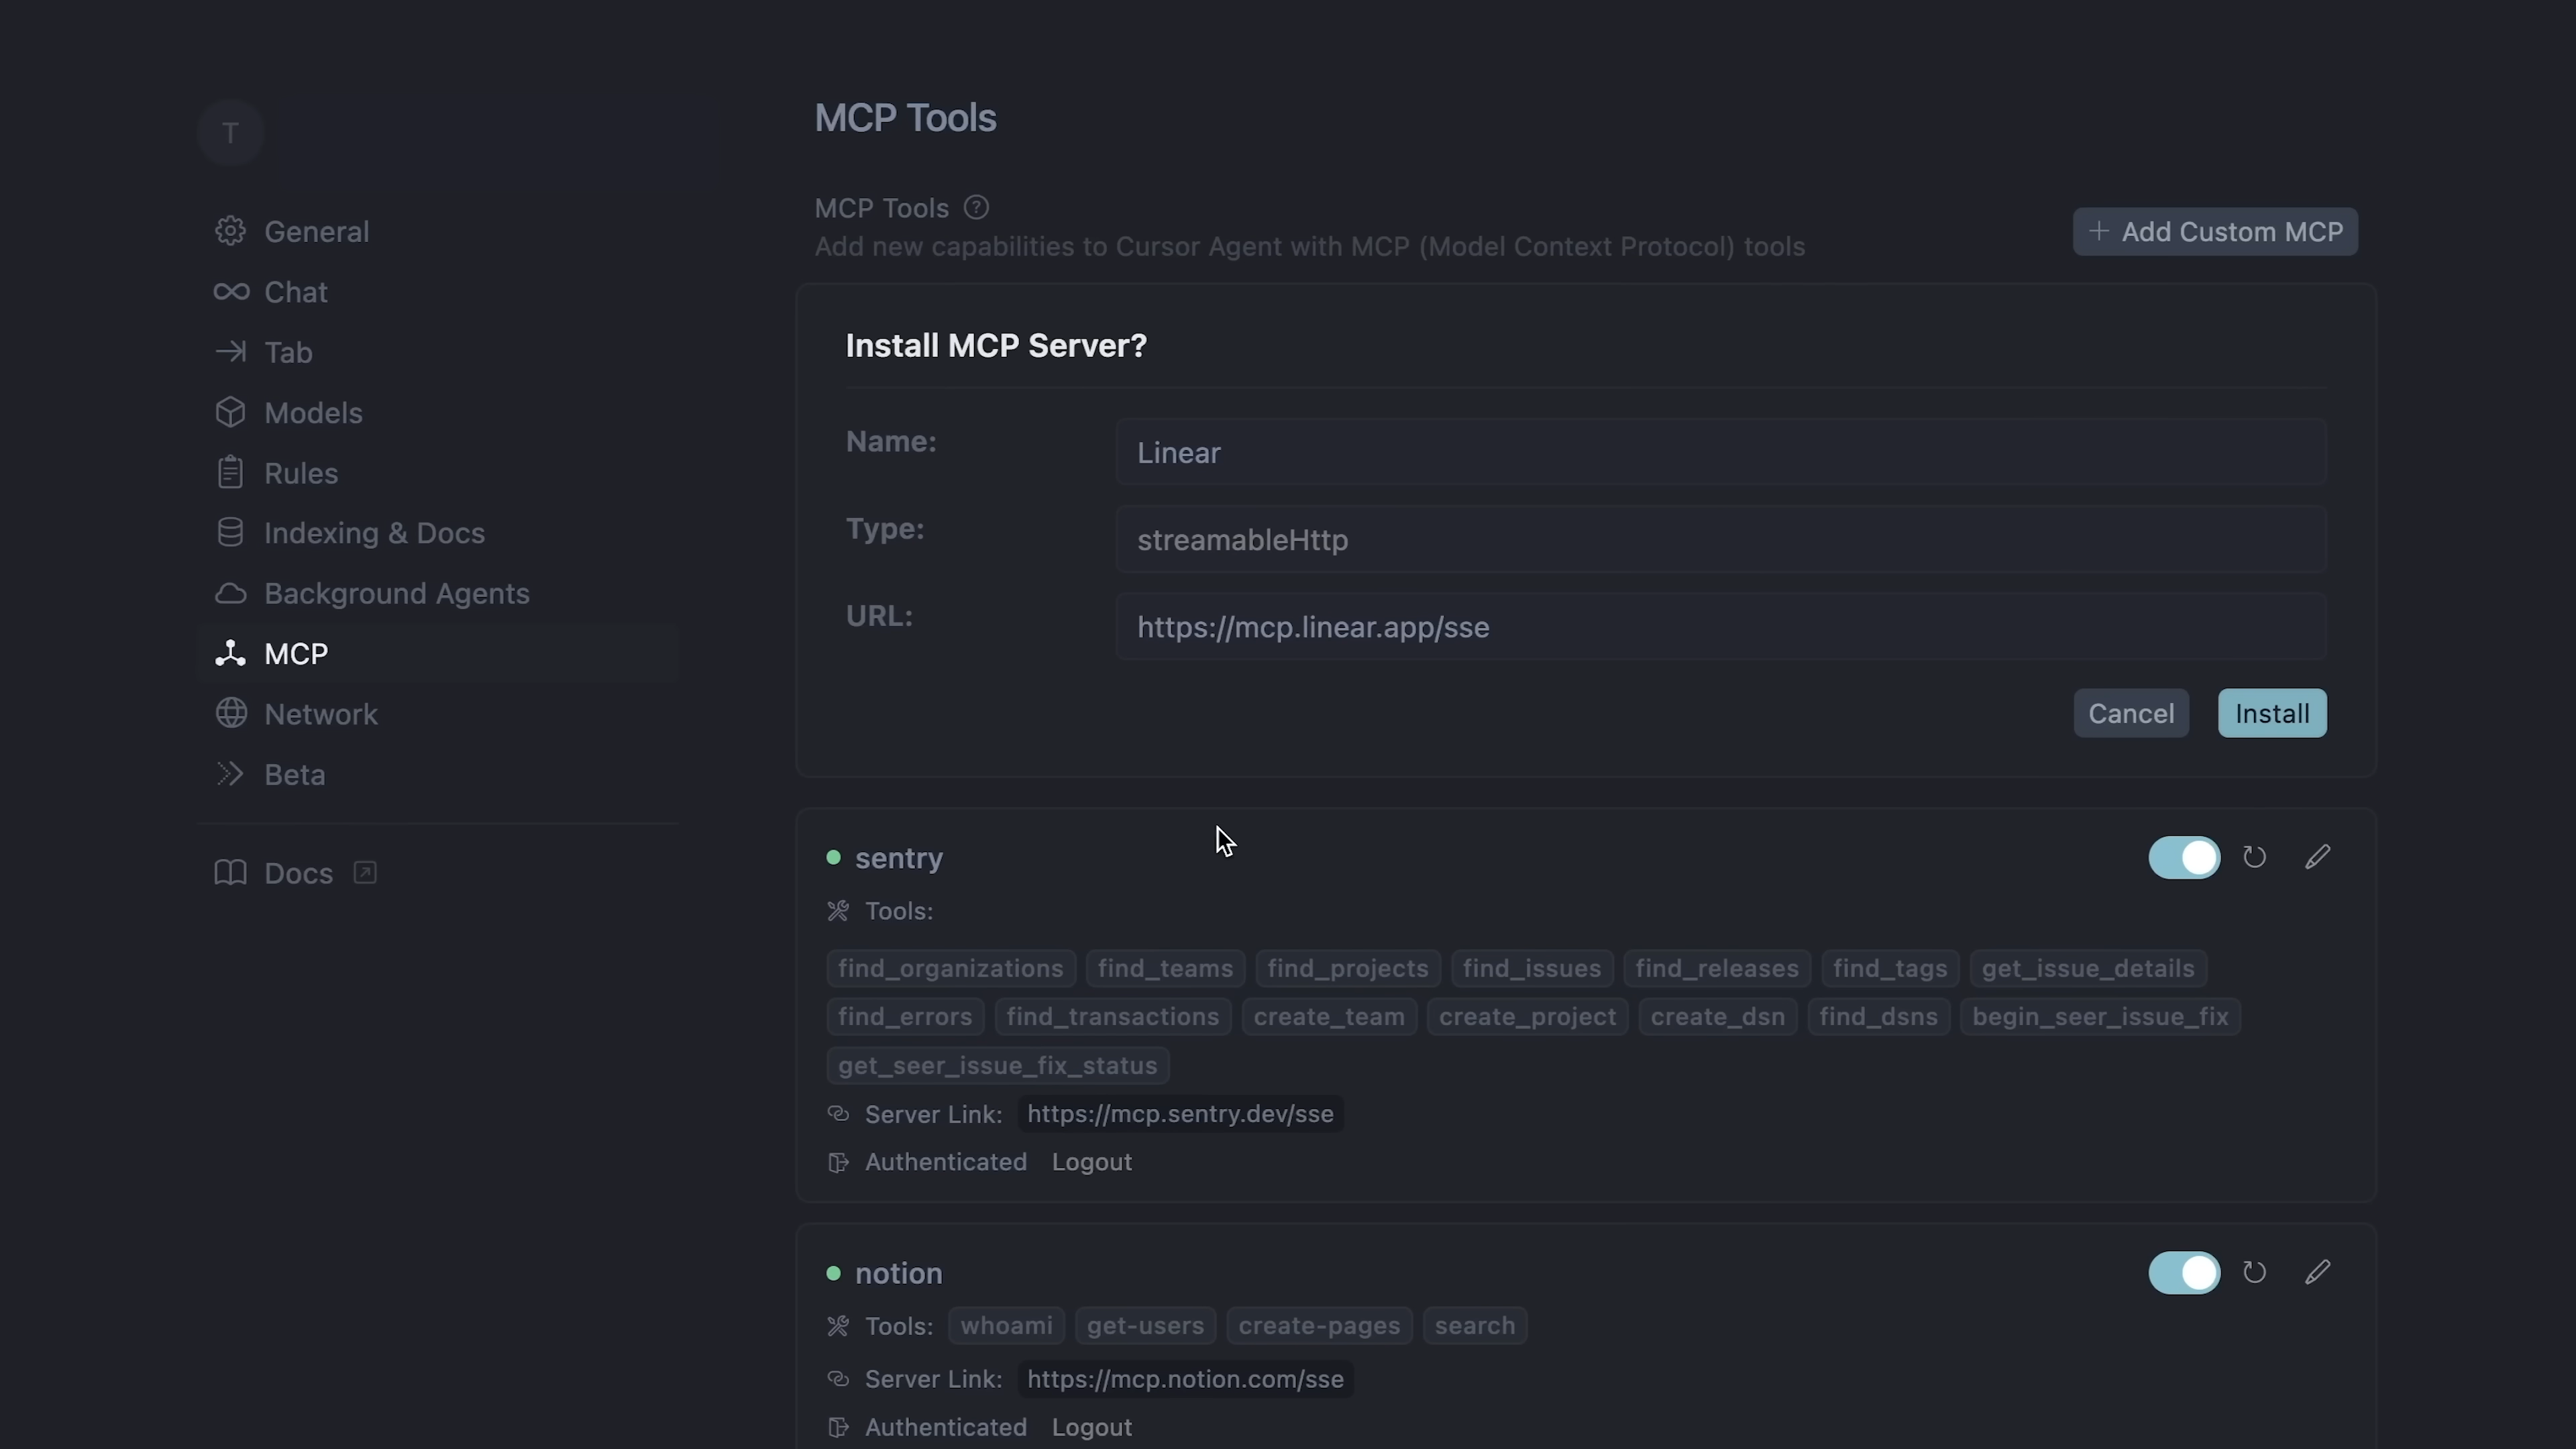 T
General
Chat
Tab
Models
Rules
Indexing & Docs
Background Agents
MCP
Network
Beta
Docs
MCP Tools
MCP Tools
Add new capabilities to Cursor Agent with MCP (Model Context Protocol) tools
Add Custom MCP
Install MCP Server?
Name: Linear
Type: streamableHttp
URL: https://mcp.linear.app/sse
Cancel Install
sentry
Tools:
find_organizations find_teams find_projects find_issues find_releases find_tags get_issue_details
find_errors find_transactions create_team create_project create_dsn find_dsns begin_seer_issue_fix
get_seer_issue_fix_status
Server Link: https://mcp.sentry.dev/sse
Authenticated Logout
notion
Tools: whoami get-users create-pages search
Server Link: https://mcp.notion.com/sse
Authenticated Logout